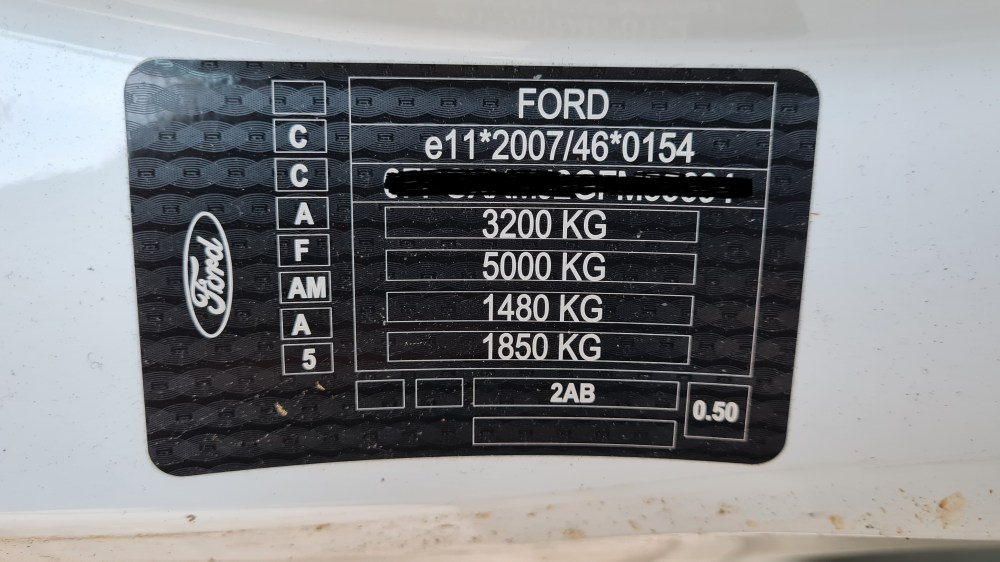 FORD
C
e11*2007/46*0154
C
A
3200 KG
F
5000 KG
AM
1480 KG
A
1850 KG
5
Ford
2AB
0.50